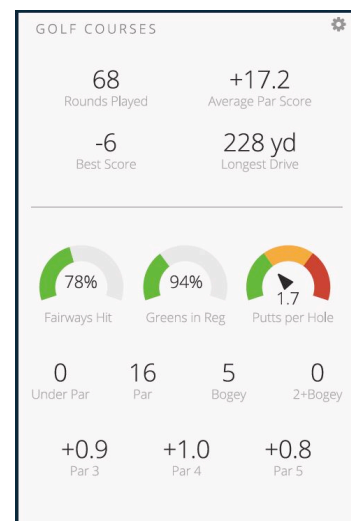 GOLF COURSES
68 +17.2
Rounds Played Average Par Score
-6 228 yd
Best Score Longest Drive
78% 94% 1.7
Fairways Hit Greens in Reg Putts per Hole
0 16 5 0
Under Par Par Bogey 2+Bogey
+0.9 +1.0 +0.8
Par 3 Par 4 Par 5